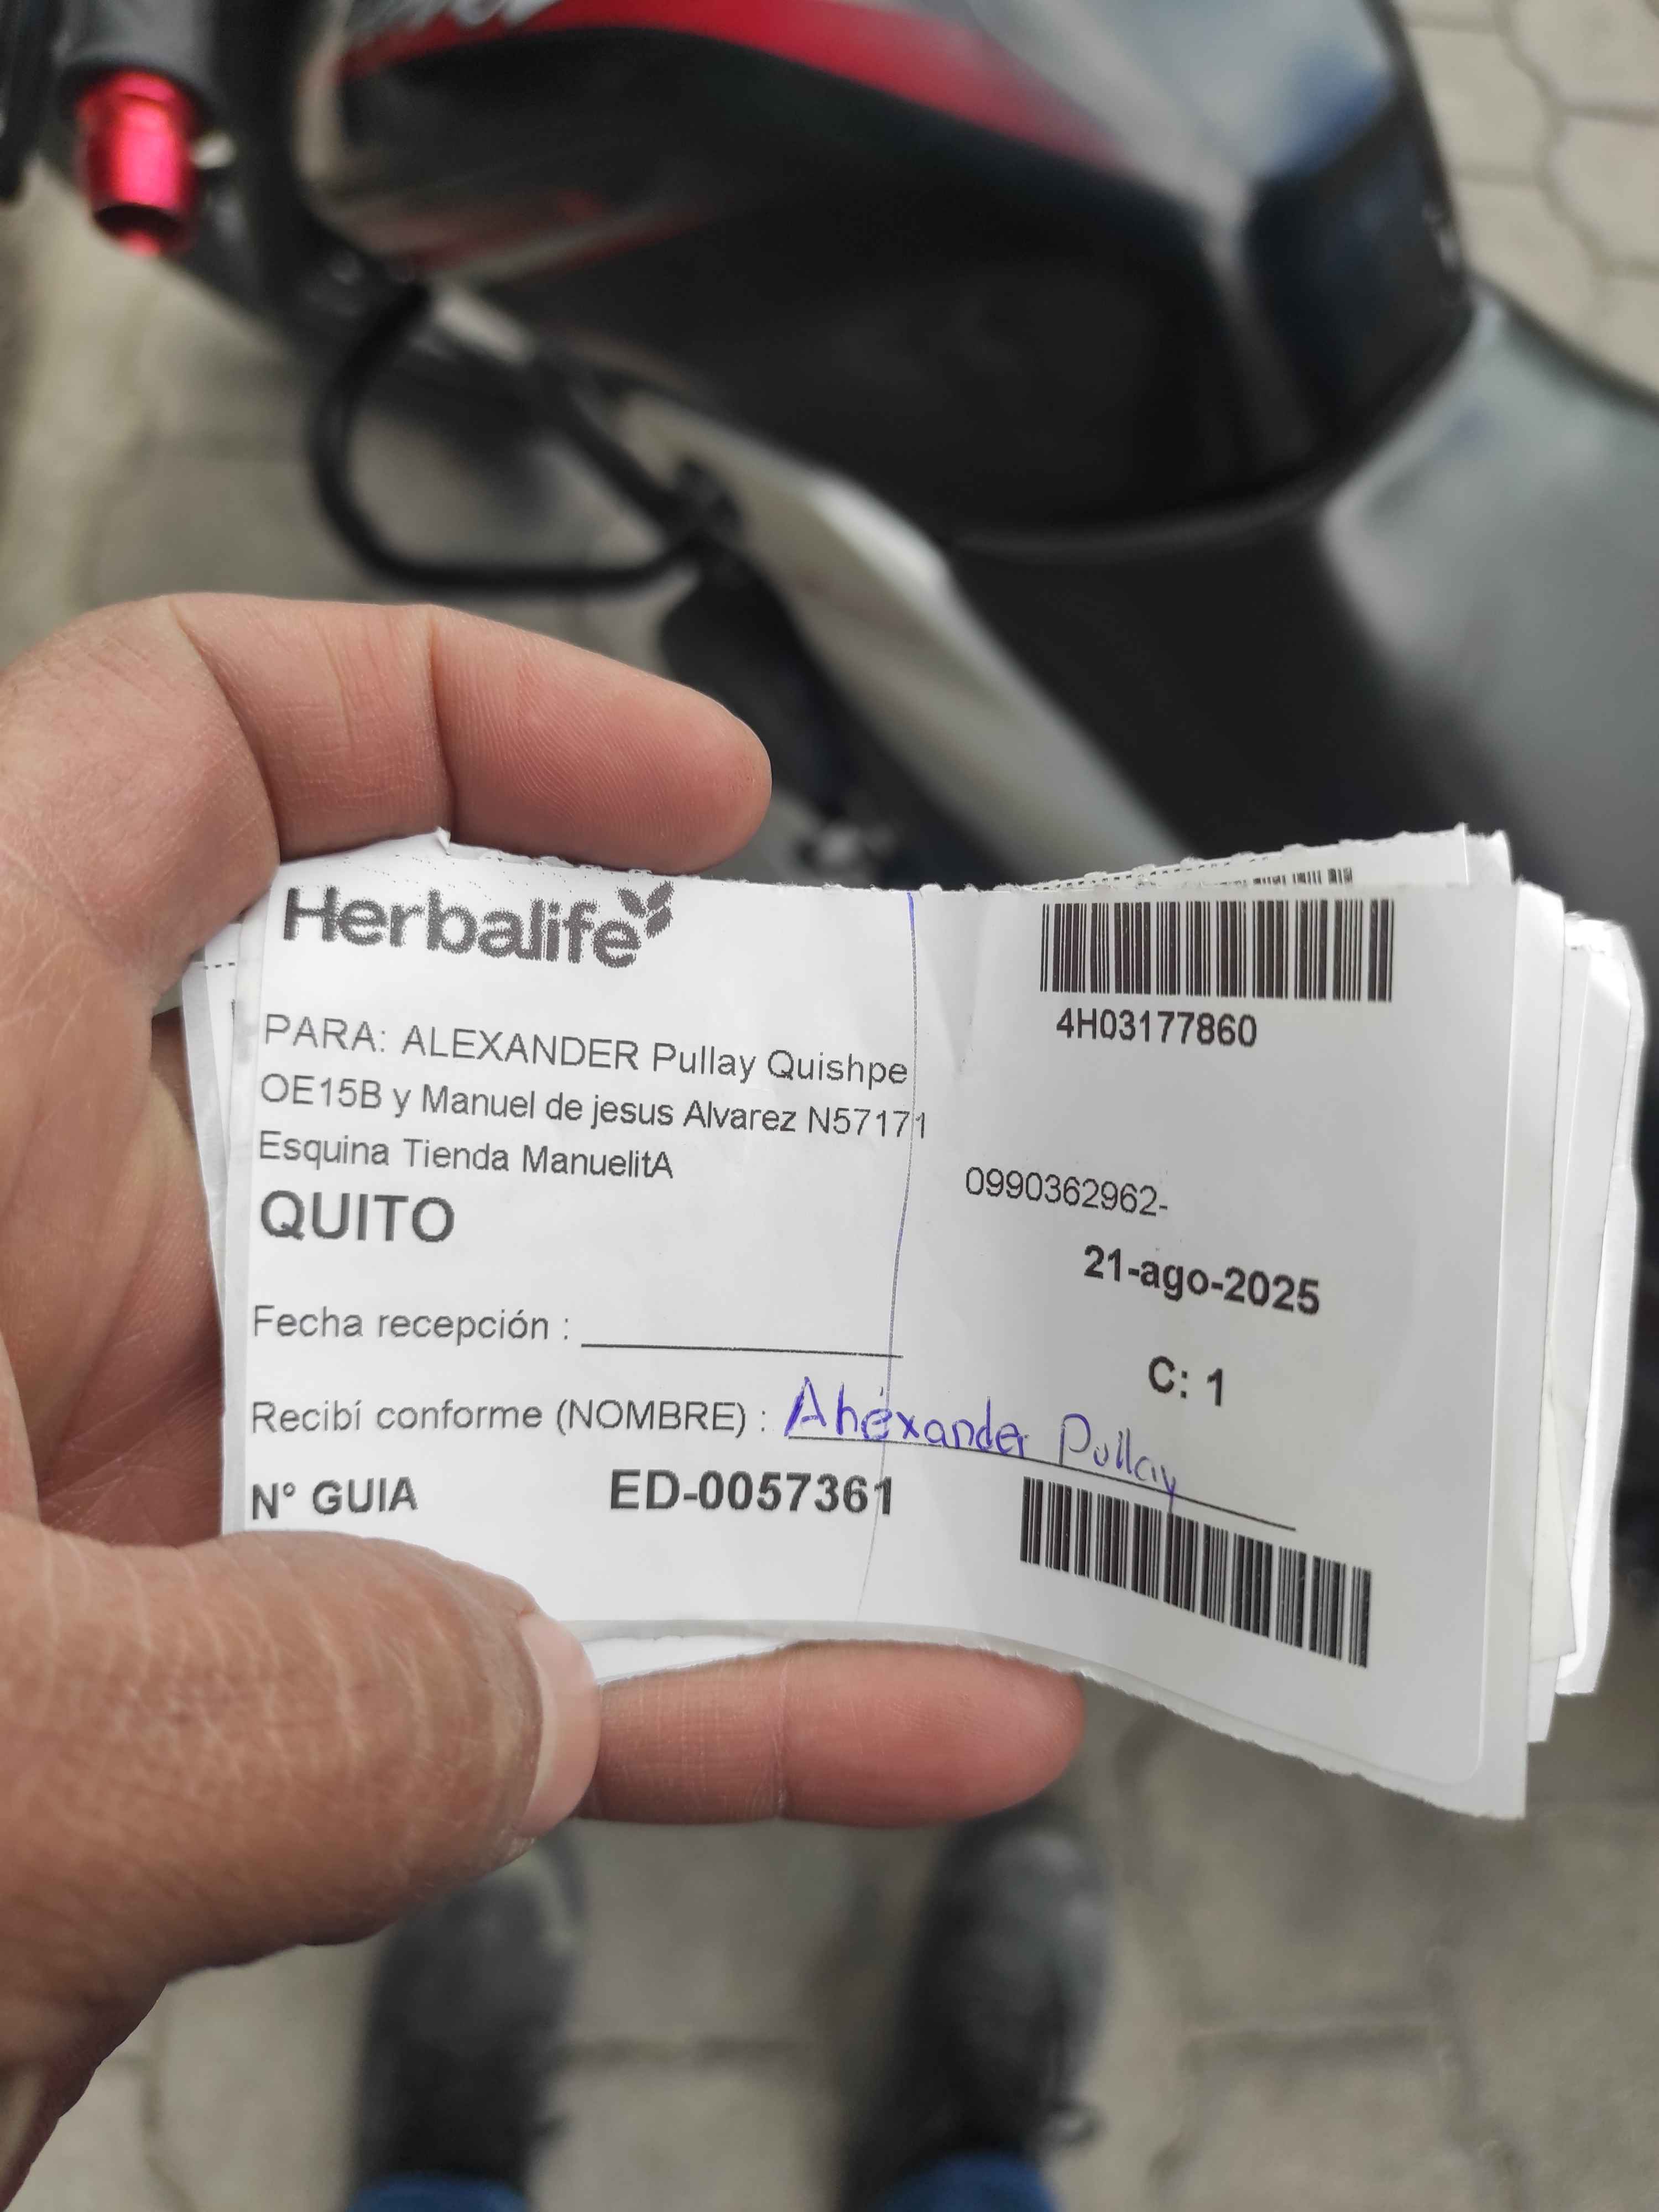 Herbalife
4H03177860
PARA: ALEXANDER Pullay Quishpe
OE15B y Manuel de jesus Alvarez N57171
Esquina Tienda ManuelitA
QUITO
0990362962-
21-ago-2025
Fecha recepción :
C: 1
Recibí conforme (NOMBRE) : Alexander Pullay
N° GUIA ED-0057361